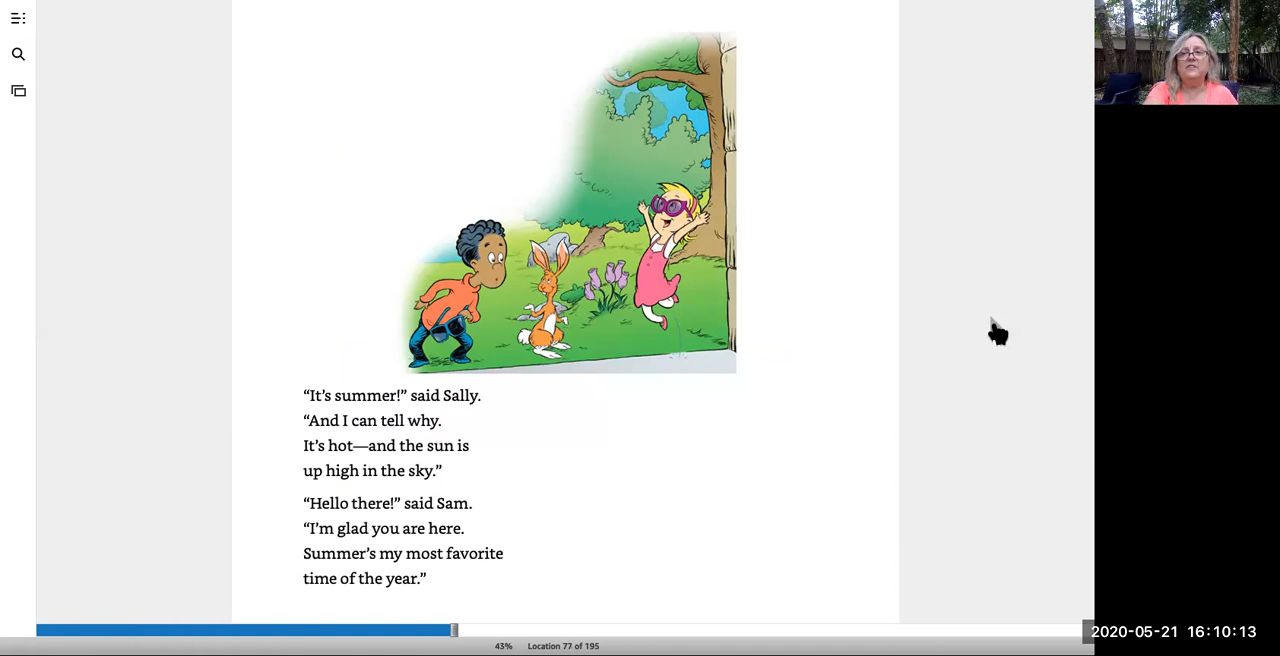 “It’s summer!” said Sally.
“And I can tell why.
It’s hot—and the sun is
up high in the sky.”
“Hello there!” said Sam.
“I’m glad you are here.
Summer’s my most favorite
time of the year.”
2020-05-21 16:10:13
43% Location 77 of 195